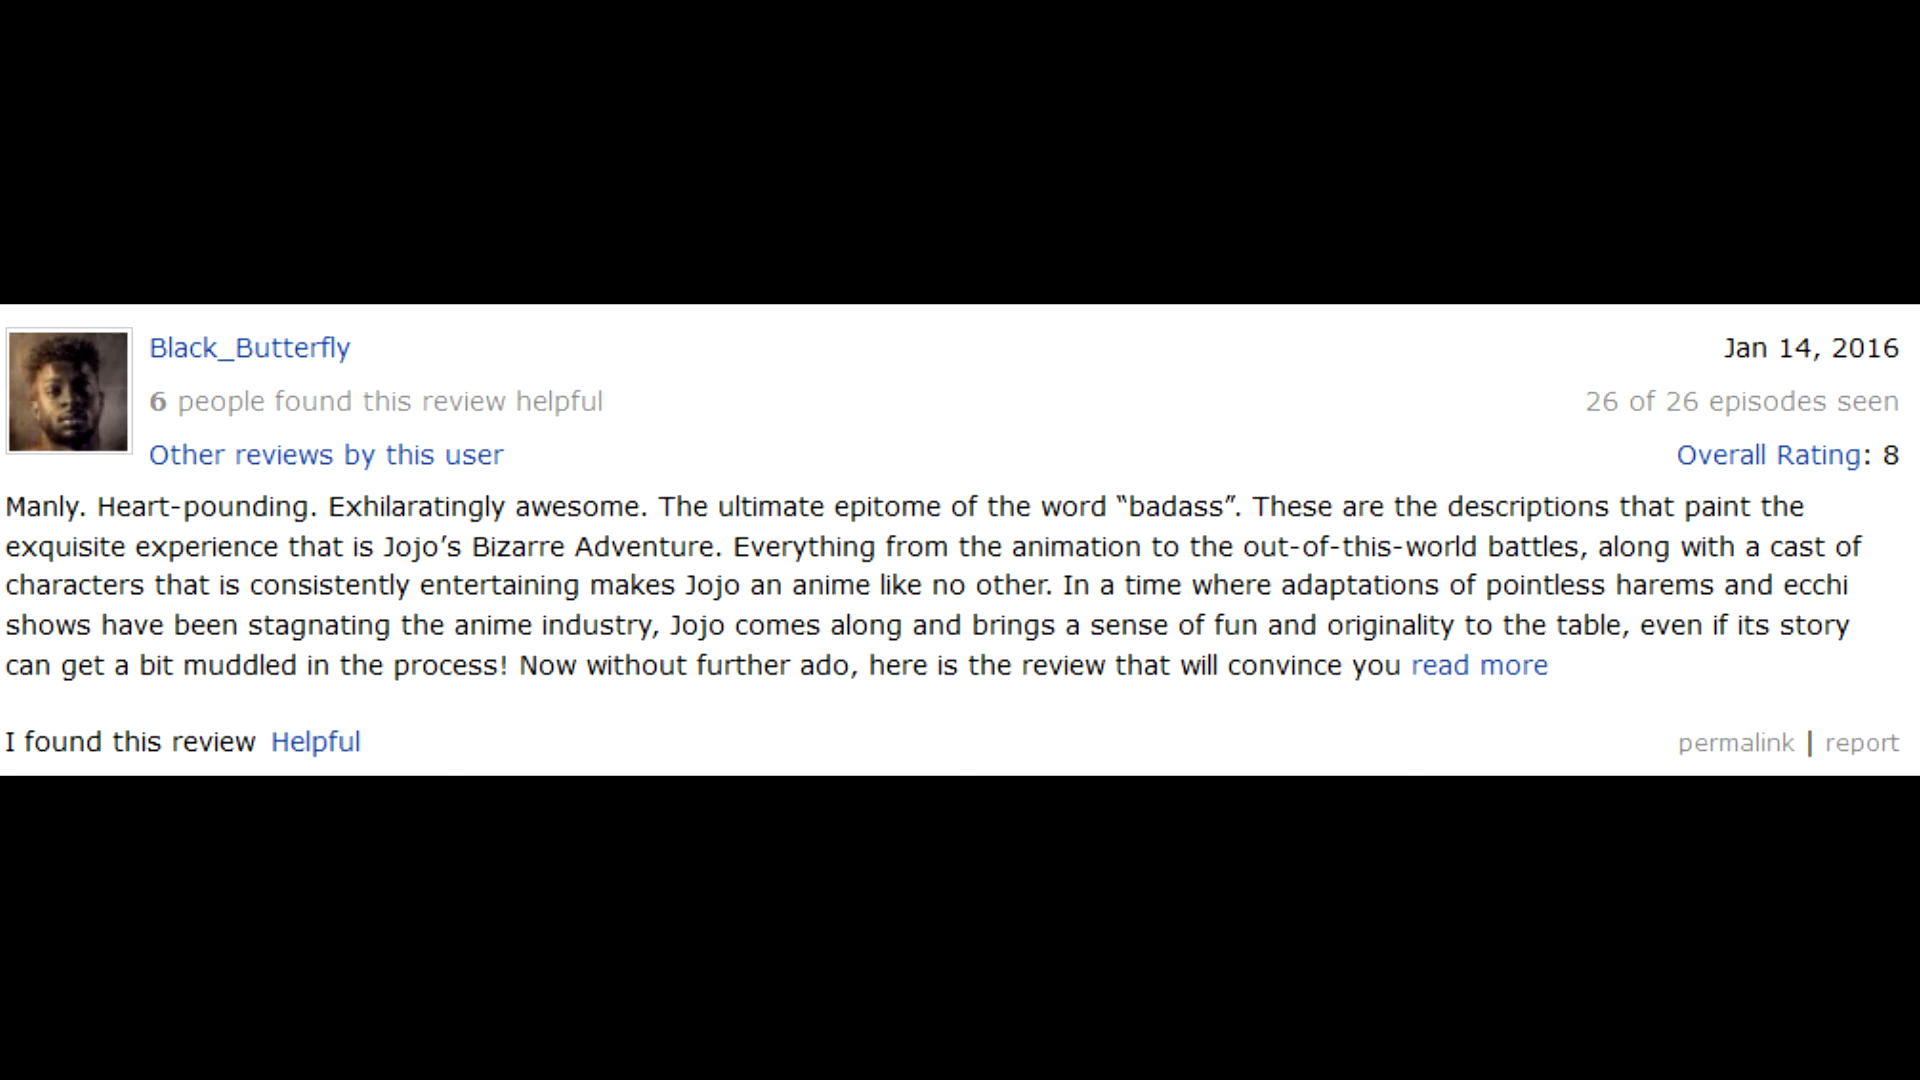 Black_Butterfly
Jan 14, 2016
6 people found this review helpful
26 of 26 episodes seen
Other reviews by this user
Overall Rating: 8
Manly. Heart-pounding. Exhilaratingly awesome. The ultimate epitome of the word “badass”. These are the descriptions that paint the
exquisite experience that is Jojo’s Bizarre Adventure. Everything from the animation to the out-of-this-world battles, along with a cast of
characters that is consistently entertaining makes Jojo an anime like no other. In a time where adaptations of pointless harems and ecchi
shows have been stagnating the anime industry, Jojo comes along and brings a sense of fun and originality to the table, even if its story
can get a bit muddled in the process! Now without further ado, here is the review that will convince you read more
I found this review Helpful
permalink | report